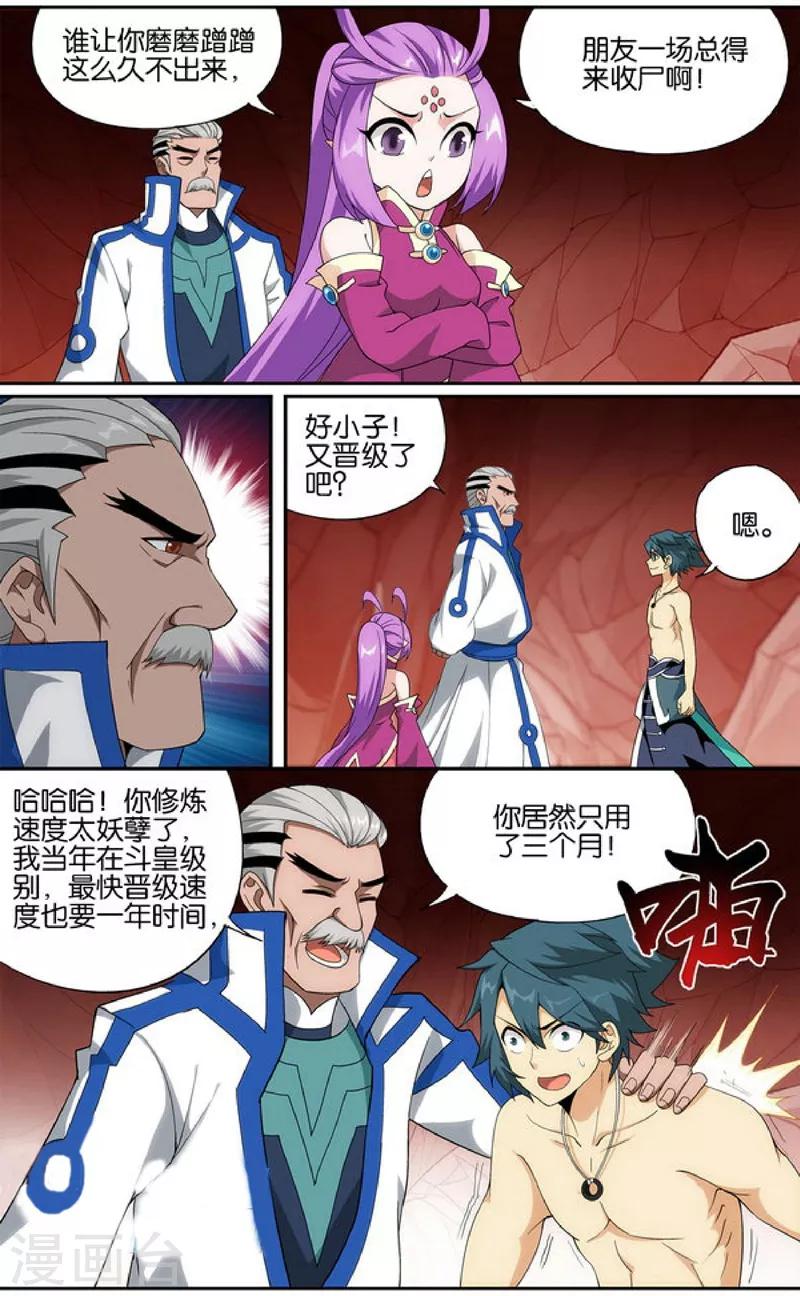 谁让你磨磨蹭蹭
这么久不出来，
朋友一场总得
来收尸啊！
好小子！
又晋级了
吧？
嗯。
哈哈哈！你修炼
速度太妖孽了，
我当年在斗皇级
别，最快晋级速
度也要一年时间，
你居然只用
了三个月！
啪
漫画台